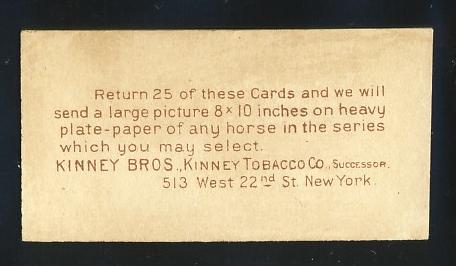 Return 25 of these Cards and we will
send a large picture 8x10 inches on heavy
plate-paper of any horse in the series
which you may select.
KINNEY BROS., KINNEY TOBACCO CO., SUCCESSOR.
513 West 22nd St. New York.